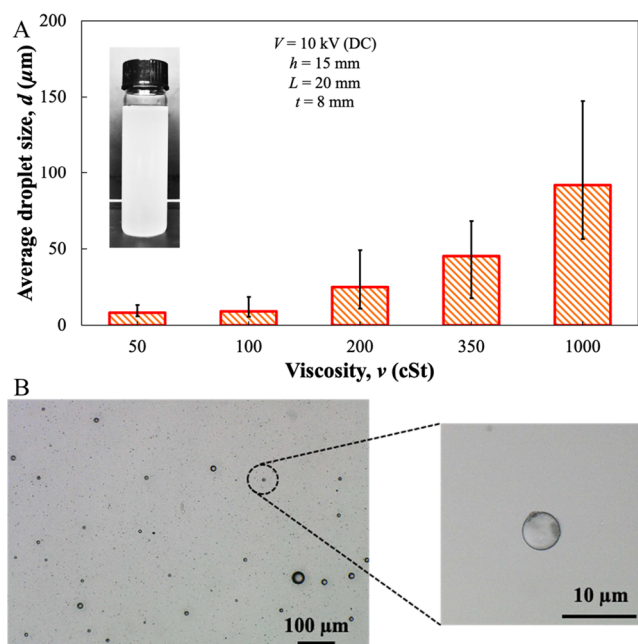 A
200
150
100
50
0
Average droplet size, d (µm)
V = 10 kV (DC)
h = 15 mm
L = 20 mm
t = 8 mm
50 100 200 350 1000
Viscosity, v (cSt)
B
100 µm
10 µm